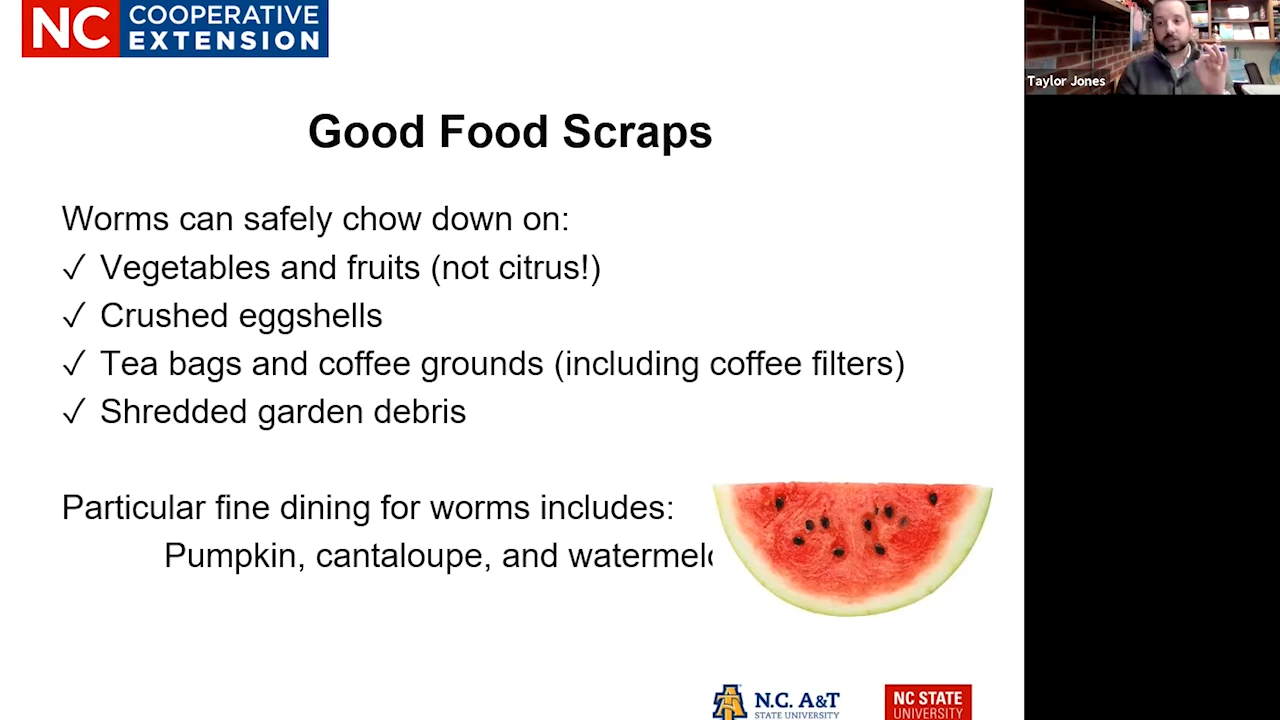 NC COOPERATIVE
EXTENSION
Taylor Jones
Good Food Scraps
Worms can safely chow down on:
✓ Vegetables and fruits (not citrus!)
✓ Crushed eggshells
✓ Tea bags and coffee grounds (including coffee filters)
✓ Shredded garden debris
Particular fine dining for worms includes:
Pumpkin, cantaloupe, and watermelo
N.C. A&T
STATE UNIVERSITY
NC STATE
UNIVERSITY